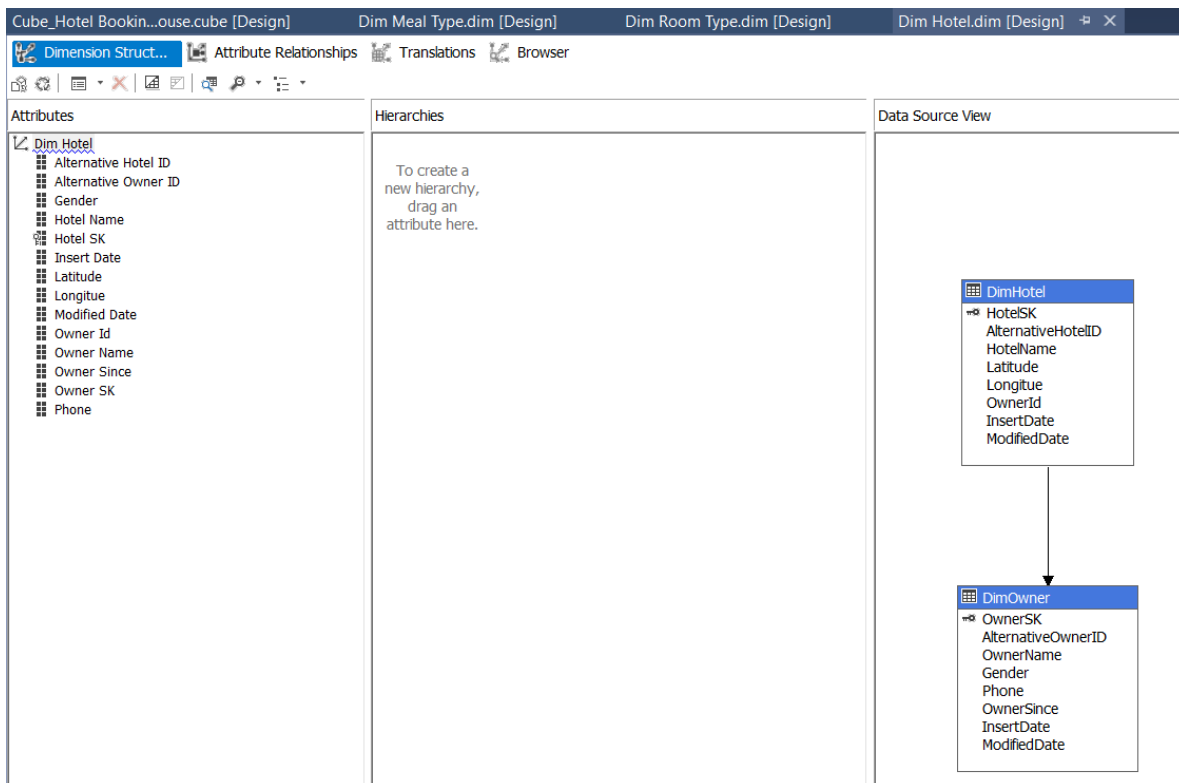 Cube_Hotel Bookin...ouse.cube [Design]
Dim Meal Type.dim [Design]
Dim Room Type.dim [Design]
Dim Hotel.dim [Design]
Dimension Struct...
Attribute Relationships
Translations
Browser
Attributes
Dim Hotel
Alternative Hotel ID
Alternative Owner ID
Gender
Hotel Name
Hotel SK
Insert Date
Latitude
Longitue
Modified Date
Owner Id
Owner Name
Owner Since
Owner SK
Phone
Hierarchies
To create a
new hierarchy,
drag an
attribute here.
Data Source View
DimHotel
HotelSK
AlternativeHotelID
HotelName
Latitude
Longitue
OwnerId
InsertDate
ModifiedDate
DimOwner
OwnerSK
AlternativeOwnerID
OwnerName
Gender
Phone
OwnerSince
InsertDate
ModifiedDate